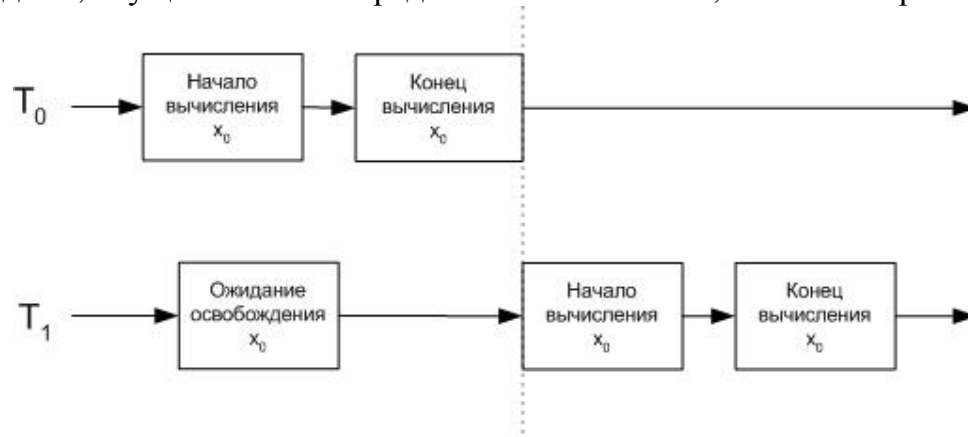 T₀
Начало
вычисления
x₀
Конец
вычисления
x₀
T₁
Ожидание
освобождения
x₀
Начало
вычисления
x₀
Конец
вычисления
x₀